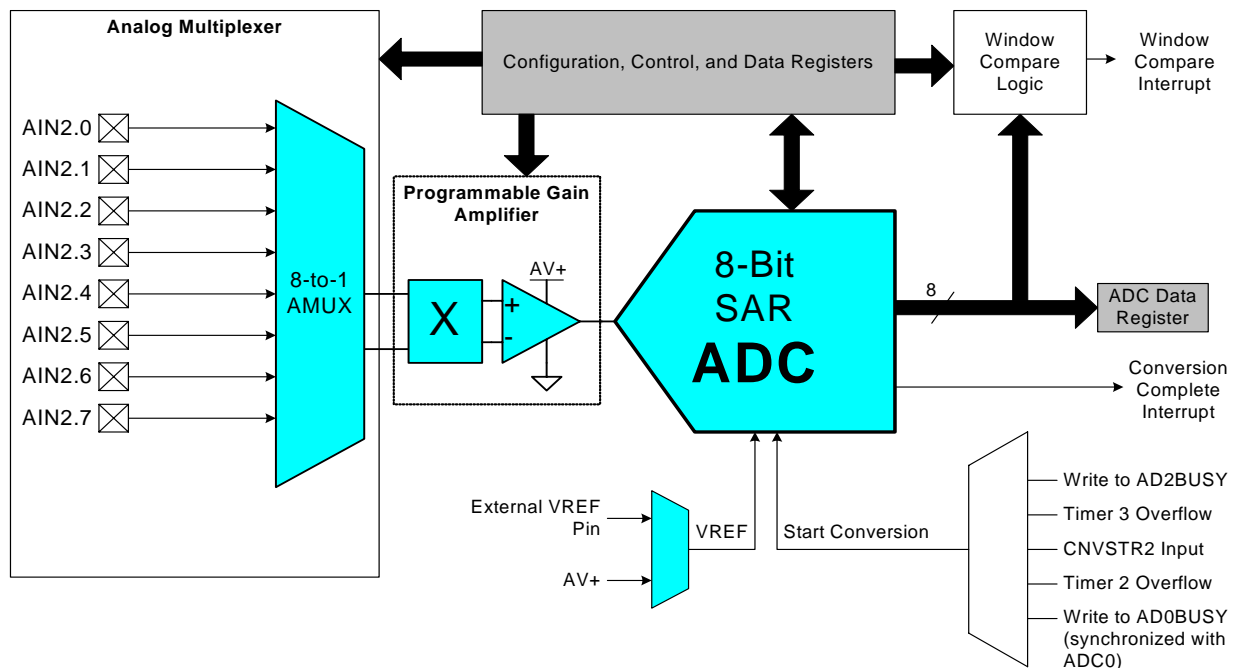 Analog Multiplexer
AIN2.0
AIN2.1
AIN2.2
AIN2.3
AIN2.4
AIN2.5
AIN2.6
AIN2.7
8-to-1
AMUX
Configuration, Control, and Data Registers
Window
Compare
Logic
Window
Compare
Interrupt
Programmable Gain
Amplifier
X
+
-
AV+
8-Bit
SAR
ADC
8
ADC Data
Register
Conversion
Complete
Interrupt
External VREF
Pin
AV+
VREF
Start Conversion
Write to AD2BUSY
Timer 3 Overflow
CNVSTR2 Input
Timer 2 Overflow
Write to AD0BUSY
(synchronized with
ADC0)